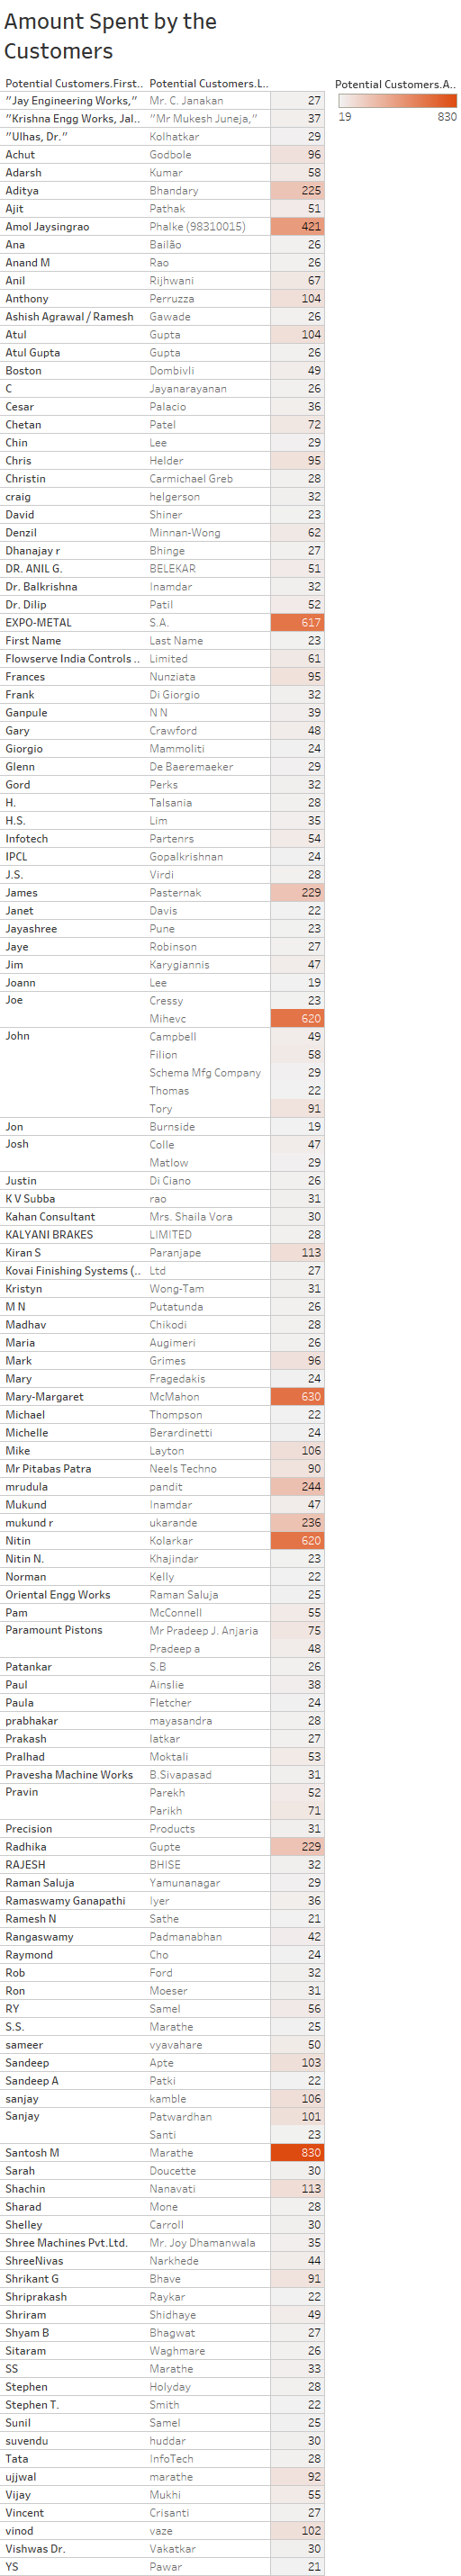 Amount Spent by the
Customers
Potential Customers.First.. Potential Customers.L.. Potential Customers.A..
19 830
"Jay Engineering Works," Mr. C. Janakan 27
"Krishna Engg Works, Jal.. "Mr Mukesh Juneja," 37
"Ulhas, Dr." Kolhatkar 29
Achut Godbole 96
Adarsh Kumar 58
Aditya Bhandary 225
Ajit Pathak 51
Amol Jaysingrao Phalke (98310015) 421
Ana Bailão 26
Anand M Rao 26
Anil Rijhwani 67
Anthony Perruzza 104
Ashish Agrawal / Ramesh Gawade 26
Atul Gupta 104
Atul Gupta Gupta 26
Boston Dombivli 49
C Jayanarayanan 26
Cesar Palacio 36
Chetan Patel 72
Chin Lee 29
Chris Helder 95
Christin Carmichael Greb 28
craig helgerson 32
David Shiner 23
Denzil Minnan-Wong 62
Dhanajay r Bhinge 27
DR. ANIL G. BELEKAR 51
Dr. Balkrishna Inamdar 32
Dr. Dilip Patil 52
EXPO-METAL S.A. 617
First Name Last Name 23
Flowserve India Controls .. Limited 61
Frances Nunziata 95
Frank Di Giorgio 32
Ganpule N N 39
Gary Crawford 48
Giorgio Mammoliti 24
Glenn De Baeremaeker 29
Gord Perks 32
H. Talsania 28
H.S. Lim 35
Infotech Partenrs 54
IPCL Gopalkrishnan 24
J.S. Virdi 28
James Pasternak 229
Janet Davis 22
Jayashree Pune 23
Jaye Robinson 27
Jim Karygiannis 47
Joann Lee 19
Joe Cressy 23
Mihevc 620
John Campbell 49
Filion 58
Schema Mfg Company 29
Thomas 22
Tory 91
Jon Burnside 19
Josh Colle 47
Matlow 29
Justin Di Ciano 26
K V Subba rao 31
Kahan Consultant Mrs. Shaila Vora 30
KALYANI BRAKES LIMITED 28
Kiran S Paranjape 113
Kovai Finishing Systems (.. Ltd 27
Kristyn Wong-Tam 31
M N Putatunda 26
Madhav Chikodi 28
Maria Augimeri 26
Mark Grimes 96
Mary Fragedakis 24
Mary-Margaret McMahon 630
Michael Thompson 22
Michelle Berardinetti 24
Mike Layton 106
Mr Pitabas Patra Neels Techno 90
mrudula pandit 244
Mukund Inamdar 47
mukund r ukarande 236
Nitin Kolarkar 620
Nitin N. Khajindar 23
Norman Kelly 22
Oriental Engg Works Raman Saluja 25
Pam McConnell 55
Paramount Pistons Mr Pradeep J. Anjaria 75
Pradeep a 48
Patankar S.B 26
Paul Ainslie 38
Paula Fletcher 24
prabhakar mayasandra 28
Prakash latkar 27
Pralhad Moktali 53
Pravesha Machine Works B.Sivapasad 31
Pravin Parekh 52
Parikh 71
Precision Products 31
Radhika Gupte 229
RAJESH BHISE 32
Raman Saluja Yamunanagar 29
Ramaswamy Ganapathi Iyer 36
Ramesh N Sathe 21
Rangaswamy Padmanabhan 42
Raymond Cho 24
Rob Ford 32
Ron Moeser 31
RY Samel 56
S.S. Marathe 25
sameer vyavahare 50
Sandeep Apte 103
Sandeep A Patki 22
sanjay kamble 106
Sanjay Patwardhan 101
Santi 23
Santosh M Marathe 830
Sarah Doucette 30
Shachin Nanavati 113
Sharad Mone 28
Shelley Carroll 30
Shree Machines Pvt.Ltd. Mr. Joy Dhamanwala 35
ShreeNivas Narkhede 44
Shrikant G Bhave 91
Shriprakash Raykar 22
Shriram Shidhaye 49
Shyam B Bhagwat 27
Sitaram Waghmare 26
SS Marathe 33
Stephen Holyday 28
Stephen T. Smith 22
Sunil Samel 25
suvendu huddar 30
Tata InfoTech 28
ujjwal marathe 92
Vijay Mukhi 55
Vincent Crisanti 27
vinod vaze 102
Vishwas Dr. Vakatkar 30
YS Pawar 21